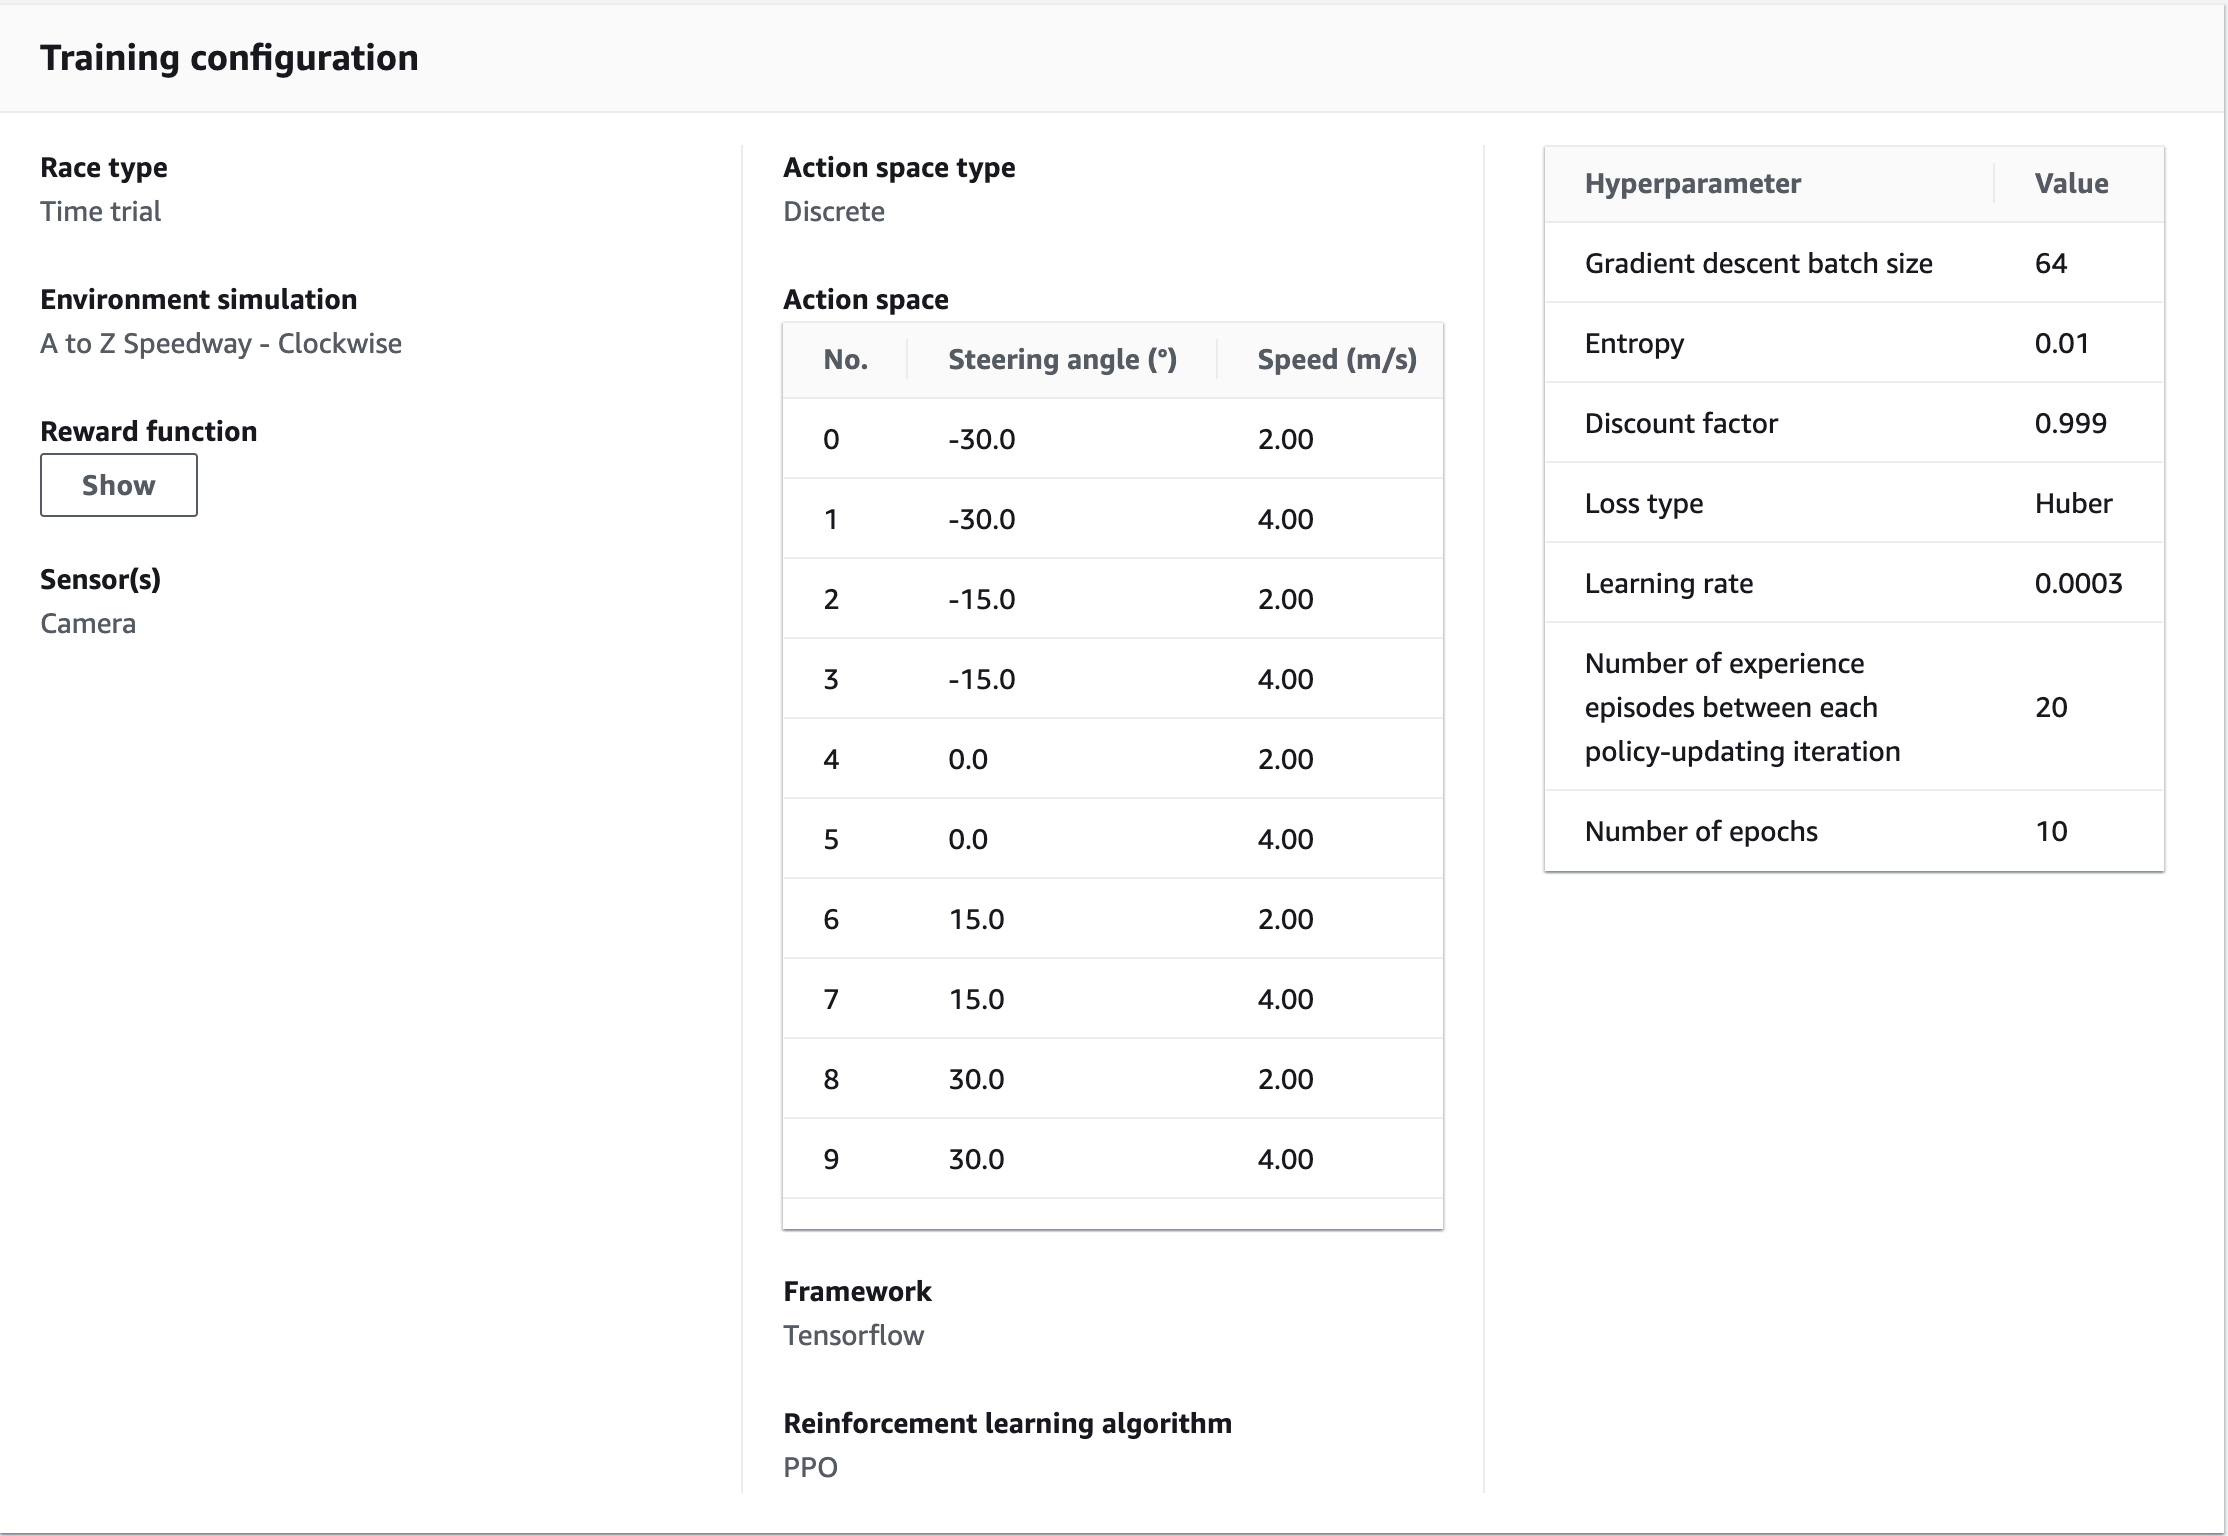 Training configuration
Race type
Time trial
Environment simulation
A to Z Speedway - Clockwise
Reward function
Show
Sensor(s)
Camera
Action space type
Discrete
Action space
No. Steering angle (°) Speed (m/s)
0 -30.0 2.00
1 -30.0 4.00
2 -15.0 2.00
3 -15.0 4.00
4 0.0 2.00
5 0.0 4.00
6 15.0 2.00
7 15.0 4.00
8 30.0 2.00
9 30.0 4.00
Framework
Tensorflow
Reinforcement learning algorithm
PPO
Hyperparameter Value
Gradient descent batch size 64
Entropy 0.01
Discount factor 0.999
Loss type Huber
Learning rate 0.0003
Number of experience
episodes between each 20
policy-updating iteration
Number of epochs 10